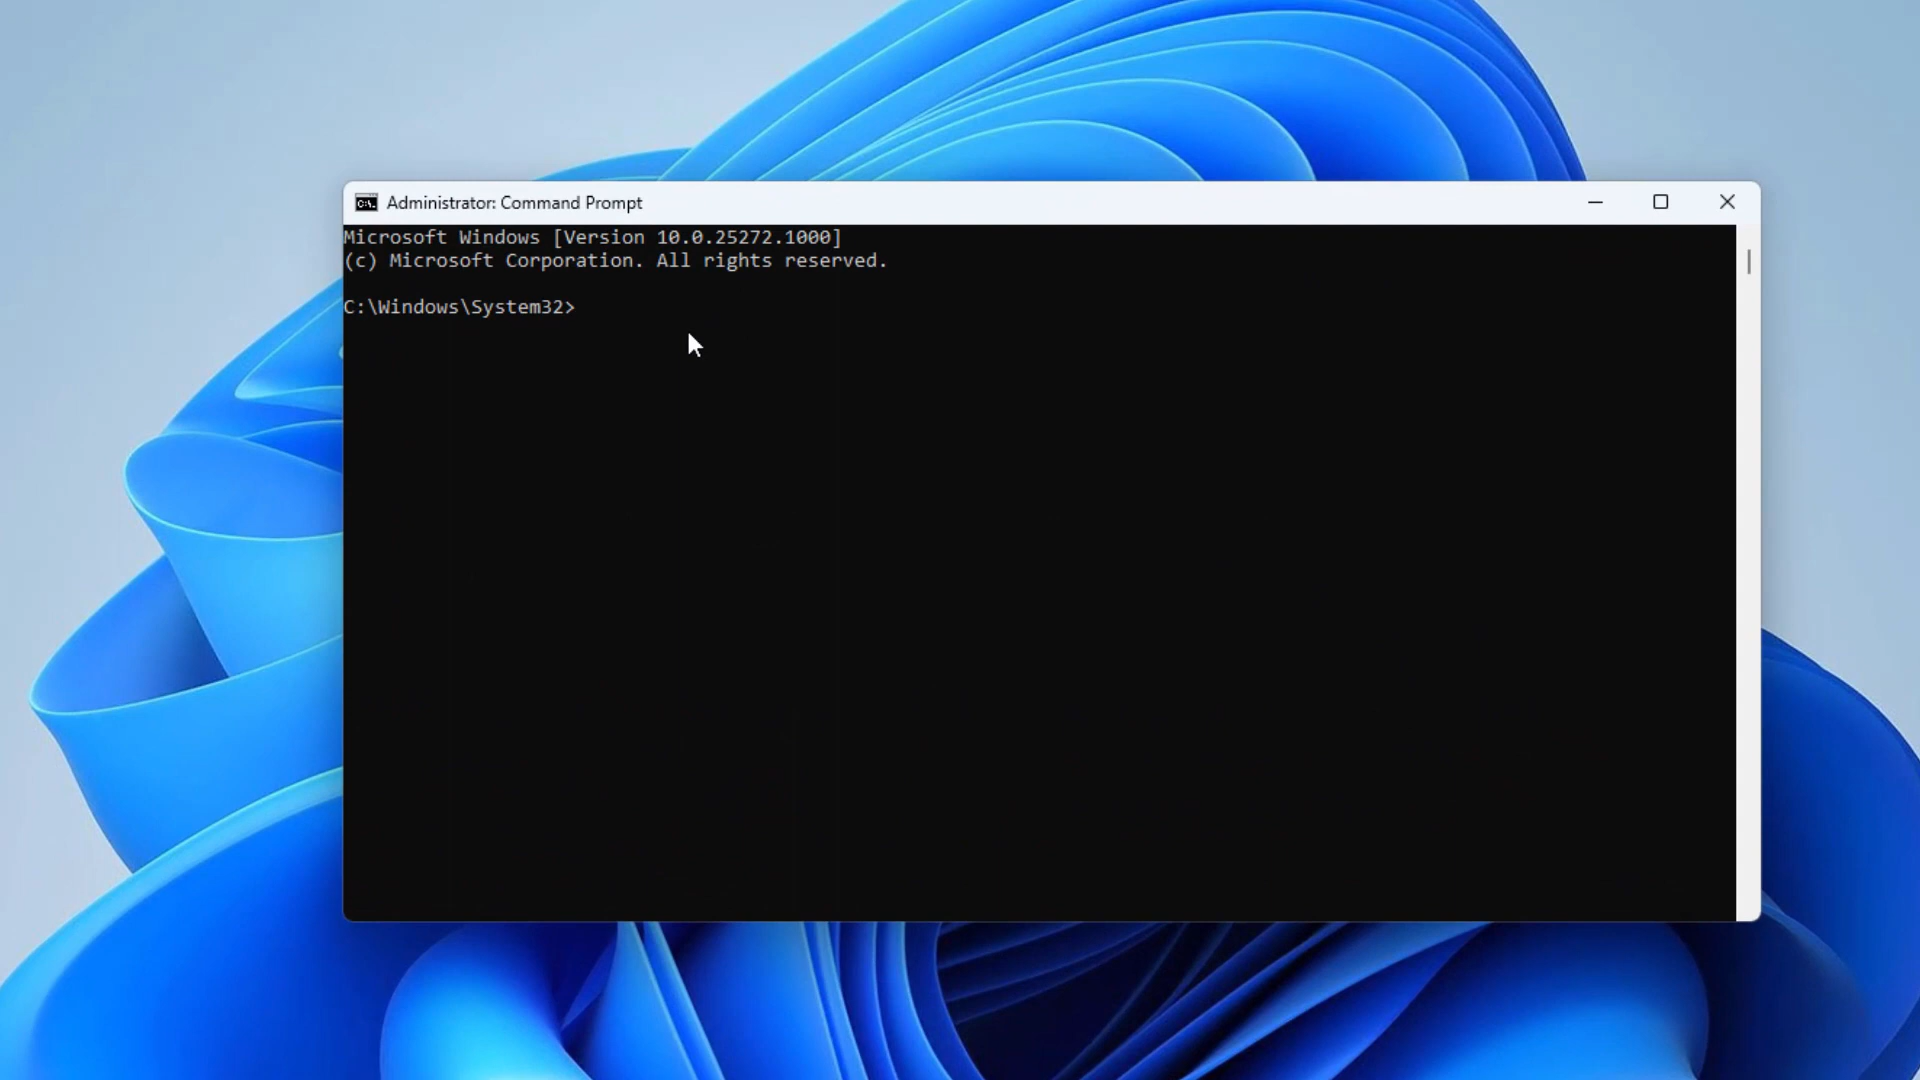 Administrator: Command Prompt
Microsoft Windows [Version 10.0.25272.1000]
(c) Microsoft Corporation. All rights reserved.
C:\Windows\System32>